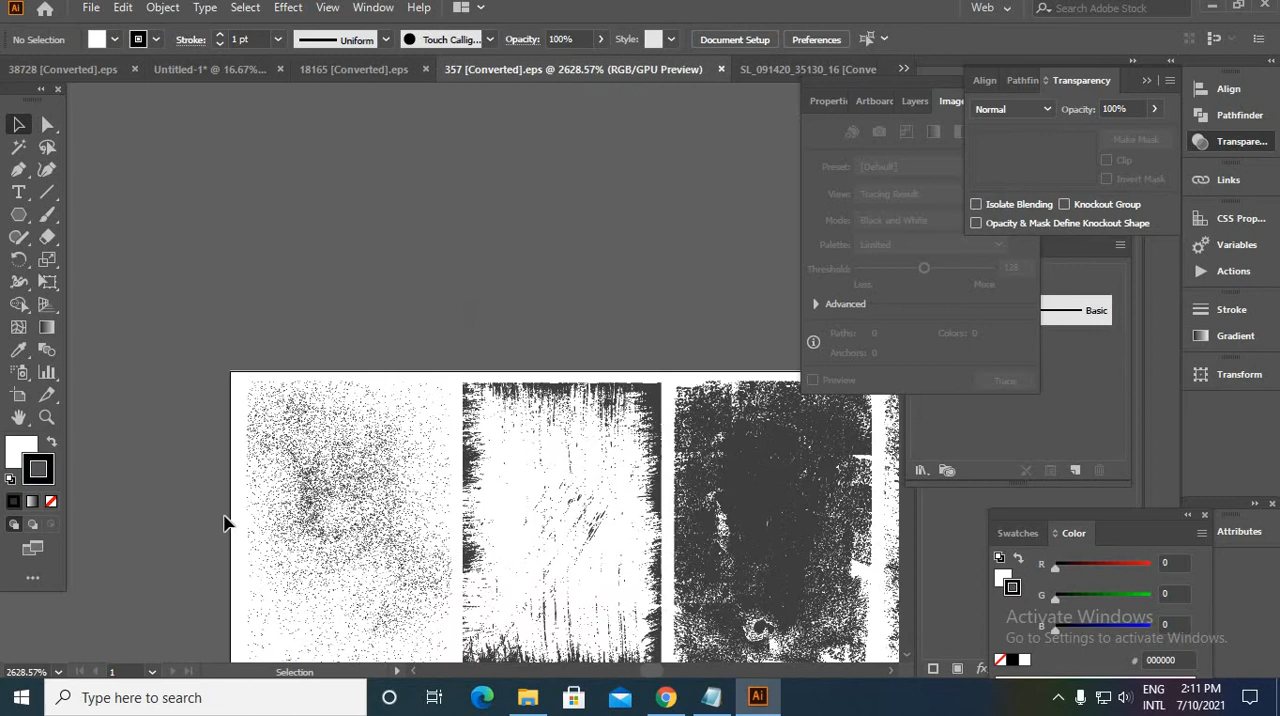 Ai File Edit Object Type Select Effect View Window Help Web Search Adobe Stock
No Selection Stroke: 1 pt Uniform Touch Callig... Opacity: 100% Style: Document Setup Preferences
38728 [Converted].eps × Untitled-1* @ 16.67%... × 18165 [Converted].eps × 357 [Converted].eps @ 2628.57% (RGB/GPU Preview) × SL_091420_35130_16 [Conve
Align Pathfin Transparency
Normal Opacity: 100%
Make Mask
Clip
Invert Mask
Isolate Blending Knockout Group
Opacity & Mask Define Knockout Shape
Properti Artboar Layers Imag
Preset: [Default]
View: Tracing Result
Mode: Black and White
Palette: Limited
Threshold: 128
Less More
Advanced
Paths: 0 Colors: 0
Anchors: 0
Preview Trace
Basic
Align
Pathfinder
Transpare...
Links
CSS Prop...
Variables
Actions
Stroke
Gradient
Transform
Attributes
Swatches Color
R 0
G 0
B 0
# 000000
Activate Windows
Go to Settings to activate Windows.
2628.57% 1 Selection
Type here to search
Ai
ENG
INTL
2:11 PM
7/10/2021